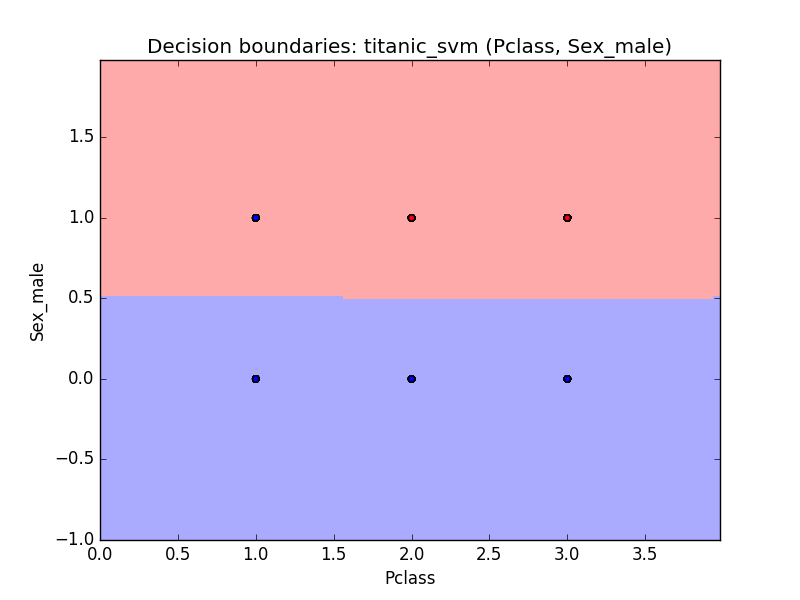 Decision boundaries: titanic_svm (Pclass, Sex_male)
1.5
1.0
0.5
0.0
−0.5
−1.0
Sex_male
0.0 0.5 1.0 1.5 2.0 2.5 3.0 3.5
Pclass